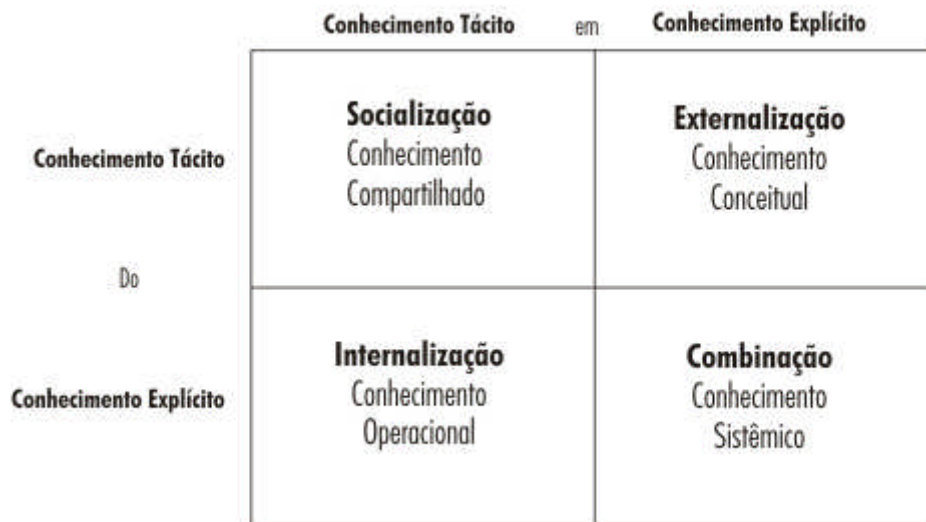 Conhecimento Tácito em Conhecimento Explícito
Conhecimento Tácito
Socialização
Conhecimento
Compartilhado
Externalização
Conhecimento
Conceitual
Do
Conhecimento Explícito
Internalização
Conhecimento
Operacional
Combinação
Conhecimento
Sistêmico